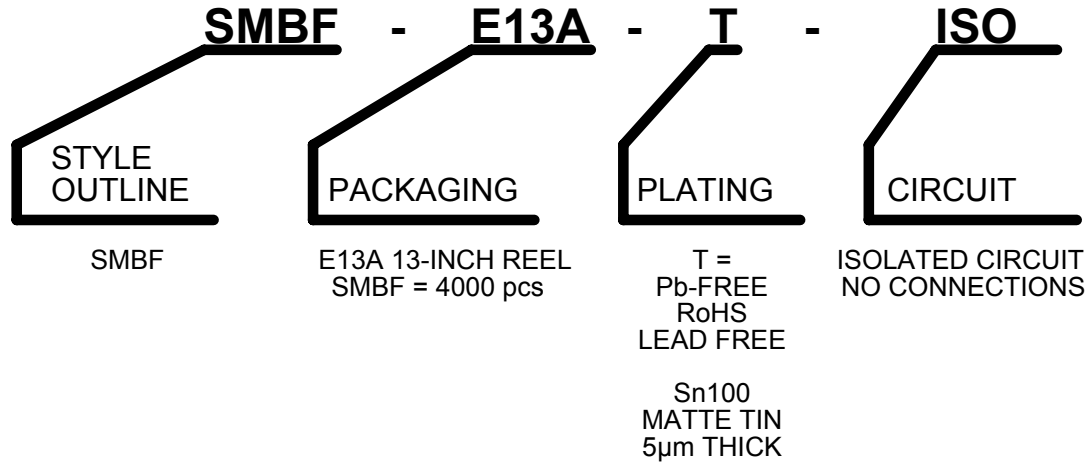 SMBF - E13A - T - ISO
STYLE
OUTLINE
PACKAGING
PLATING
CIRCUIT
SMBF
E13A 13-INCH REEL
SMBF = 4000 pcs
T =
Pb-FREE
RoHS
LEAD FREE
Sn100
MATTE TIN
5µm THICK
ISOLATED CIRCUIT
NO CONNECTIONS